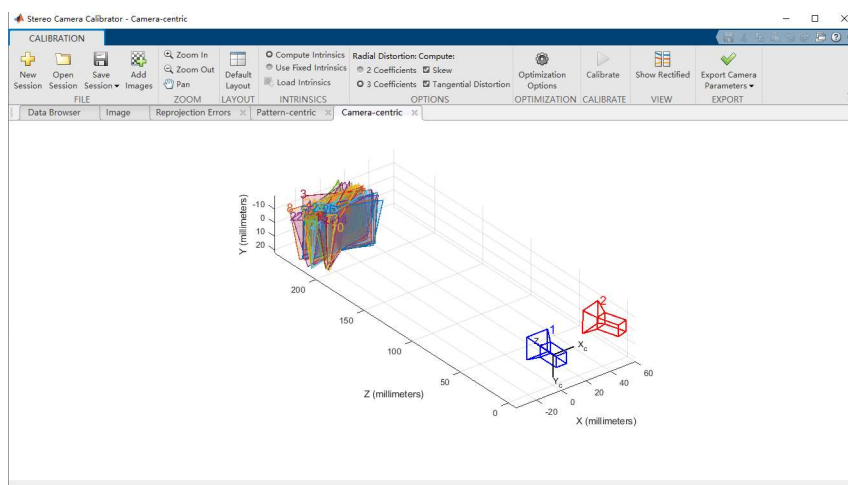 Stereo Camera Calibrator - Camera-centric
CALIBRATION
New Session
Open Session
Save Session
Add Images
FILE
Zoom In
Zoom Out
Pan
ZOOM
Default Layout
LAYOUT
Compute Intrinsics
Use Fixed Intrinsics
Load Intrinsics
INTRINSICS
Radial Distortion: Compute:
2 Coefficients Skew
3 Coefficients Tangential Distortion
OPTIONS
Optimization Options
OPTIMIZATION
Calibrate
CALIBRATE
Show Rectified
VIEW
Export Camera Parameters
EXPORT
Data Browser Image Reprojection Errors Pattern-centric Camera-centric
Y (millimeters)
-10
0
10
20
3
8
200
150
100
50
0
Z (millimeters)
1
2
Xc
Yc
-20
0
20
40
60
X (millimeters)